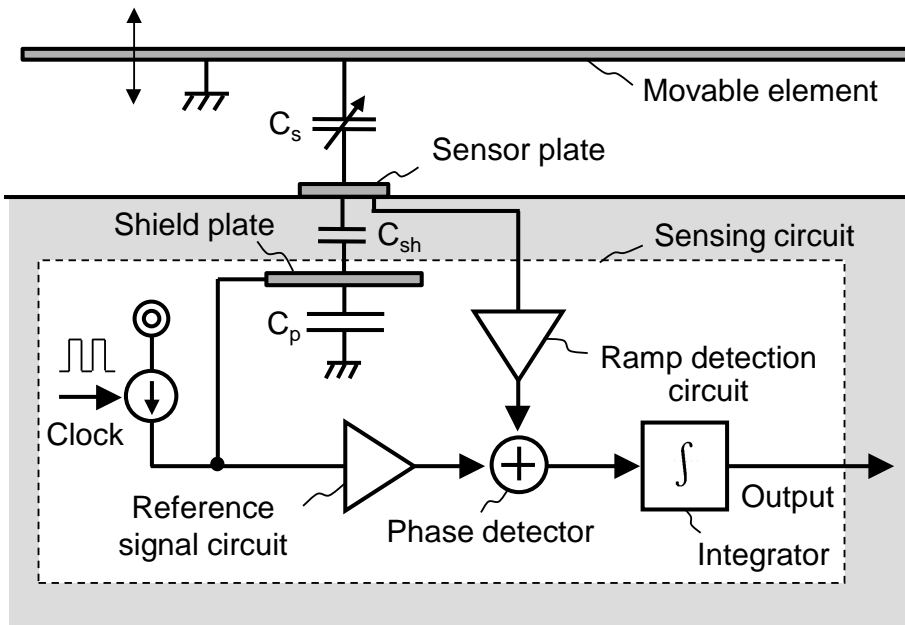 Movable element
Cs
Sensor plate
Shield plate
Csh
Sensing circuit
Cp
Ramp detection
circuit
Clock
Reference
signal circuit
Phase detector
∫
Output
Integrator